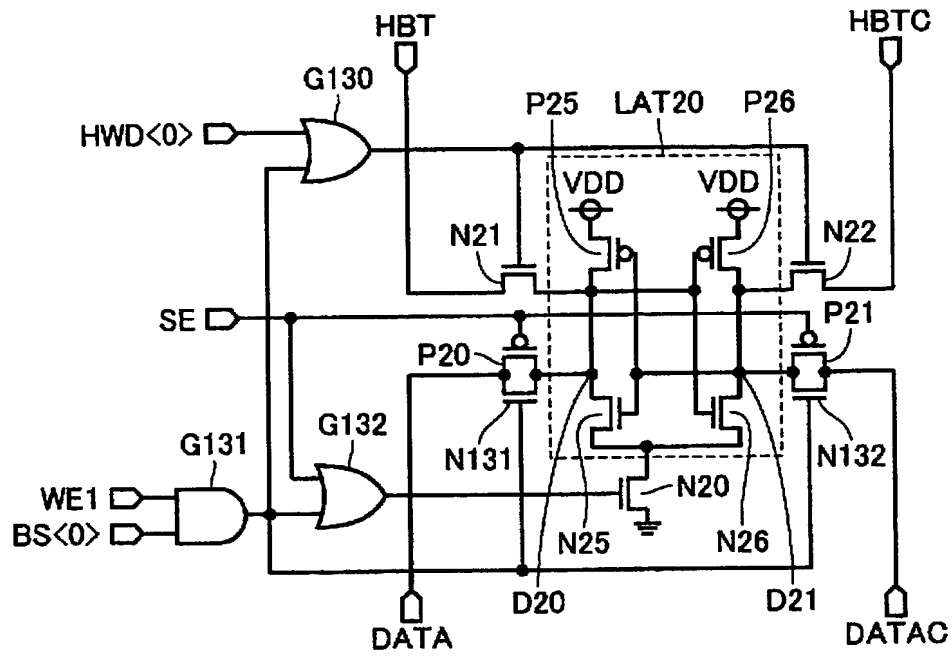 HBT
HBTC
G130
P25
LAT20
P26
HWD<0>
VDD
VDD
N21
N22
SE
P20
P21
G131
G132
N131
N132
WE1
BS<0>
N20
N25
N26
D20
D21
DATA
DATAC